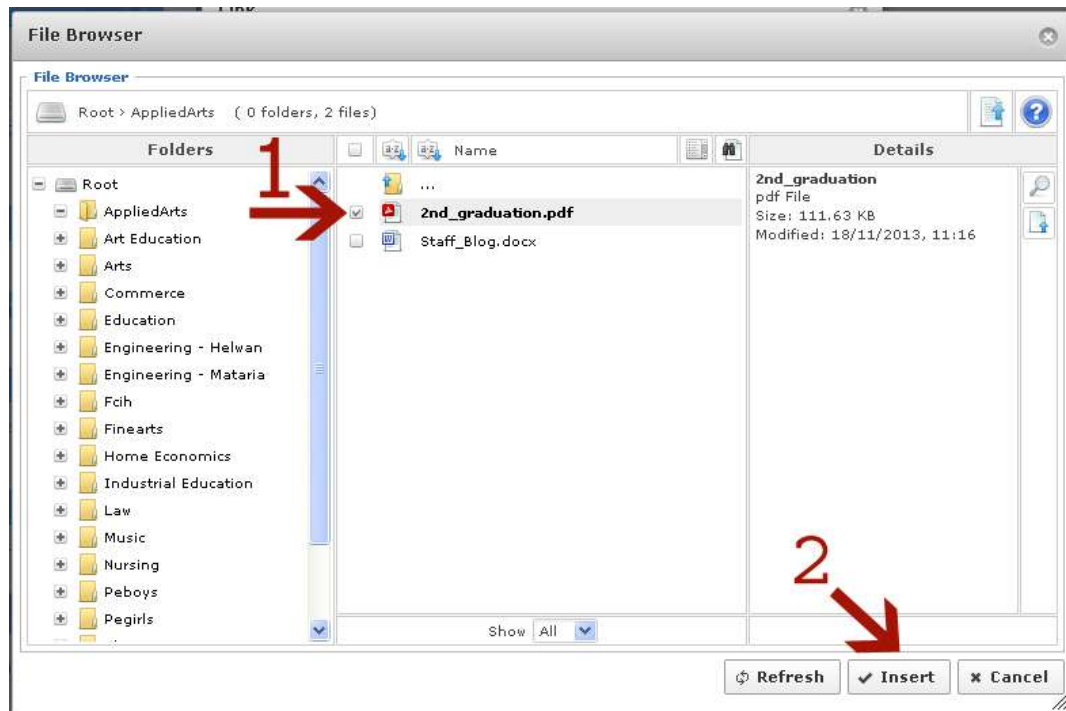 Link
File Browser
File Browser
Root > AppliedArts ( 0 folders, 2 files)
Folders
Name
Details
1
Root
AppliedArts
Art Education
Arts
Commerce
Education
Engineering - Helwan
Engineering - Mataria
Fcih
Finearts
Home Economics
Industrial Education
Law
Music
Nursing
Peboys
Pegirls
...
2nd_graduation.pdf
Staff_Blog.docx
Show All
2nd_graduation
pdf File
Size: 111.63 KB
Modified: 18/11/2013, 11:16
2
Refresh
Insert
Cancel